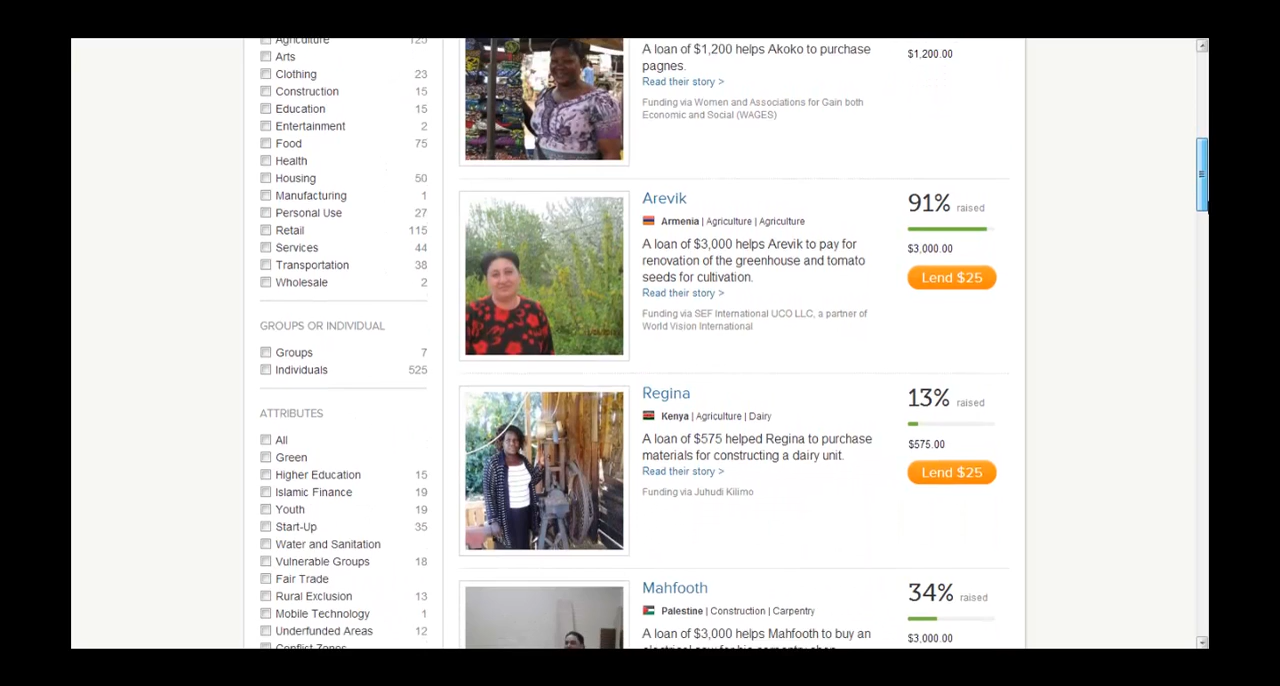 Agriculture 125
Arts
Clothing 23
Construction 15
Education 15
Entertainment 2
Food 75
Health
Housing 50
Manufacturing 1
Personal Use 27
Retail 115
Services 44
Transportation 38
Wholesale 2
GROUPS OR INDIVIDUAL
Groups 7
Individuals 525
ATTRIBUTES
All
Green
Higher Education 15
Islamic Finance 19
Youth 19
Start-Up 35
Water and Sanitation
Vulnerable Groups 18
Fair Trade
Rural Exclusion 13
Mobile Technology 1
Underfunded Areas 12
Conflict Zones
A loan of $1,200 helps Akoko to purchase
pagnes.
Read their story >
Funding via Women and Associations for Gain both
Economic and Social (WAGES)
$1,200.00
Arevik
Armenia | Agriculture | Agriculture
A loan of $3,000 helps Arevik to pay for
renovation of the greenhouse and tomato
seeds for cultivation.
Read their story >
Funding via SEF International UCO LLC, a partner of
World Vision International
91% raised
$3,000.00
Lend $25
Regina
Kenya | Agriculture | Dairy
A loan of $575 helped Regina to purchase
materials for constructing a dairy unit.
Read their story >
Funding via Juhudi Kilimo
13% raised
$575.00
Lend $25
Mahfooth
Palestine | Construction | Carpentry
A loan of $3,000 helps Mahfooth to buy an
electrical saw for his carpentry shop.
34% raised
$3,000.00